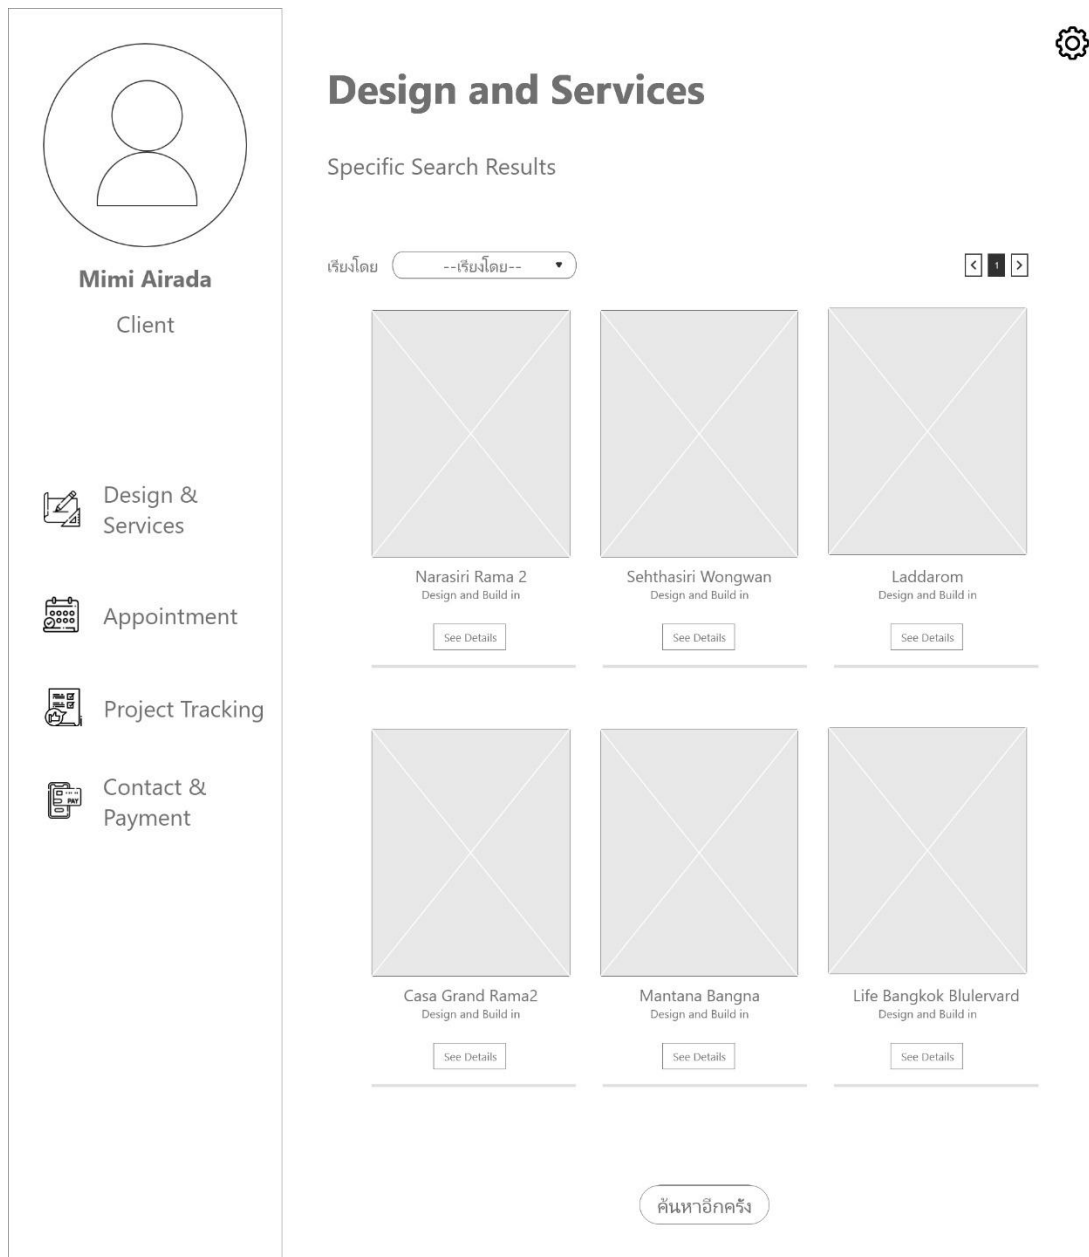 Mimi Airada
Client
Design &
Services
Appointment
Project Tracking
Contact &
PAY
Payment
Design and Services
Specific Search Results
เรียงโดย --เรียงโดย--
1
Narasiri Rama 2
Design and Build in
See Details
Sehthasiri Wongwan
Design and Build in
See Details
Laddarom
Design and Build in
See Details
Casa Grand Rama2
Design and Build in
See Details
Mantana Bangna
Design and Build in
See Details
Life Bangkok Blulervard
Design and Build in
See Details
ค้นหาอีกครั้ง